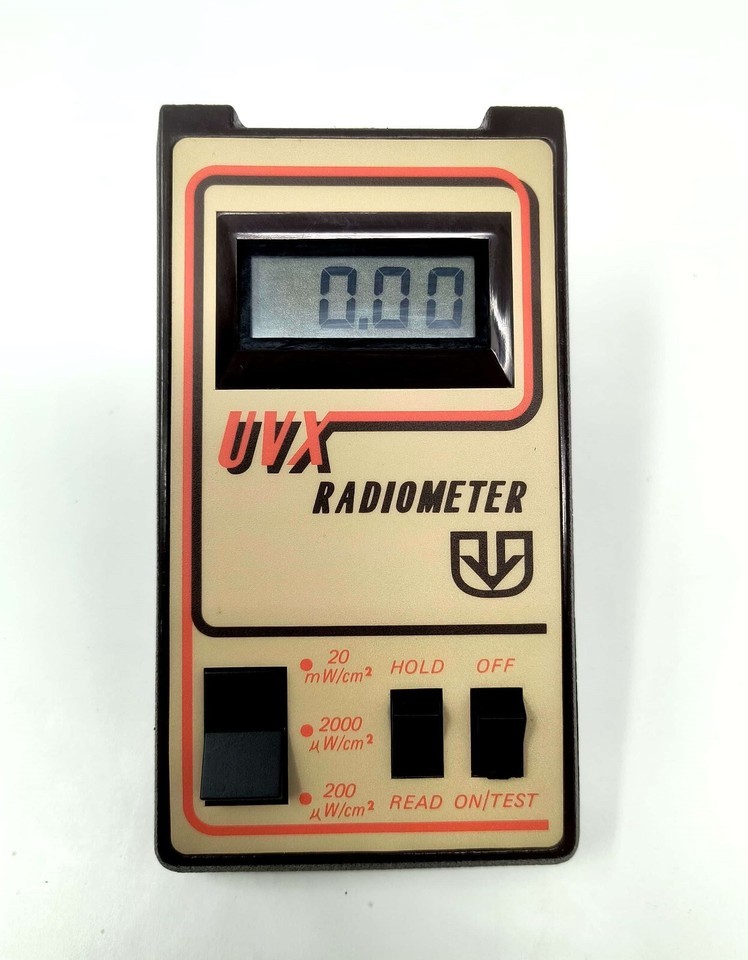 0.00
UVX
RADIOMETER
20
mW/cm²
HOLD OFF
2000
μW/cm²
200
μW/cm²
READ ON/TEST